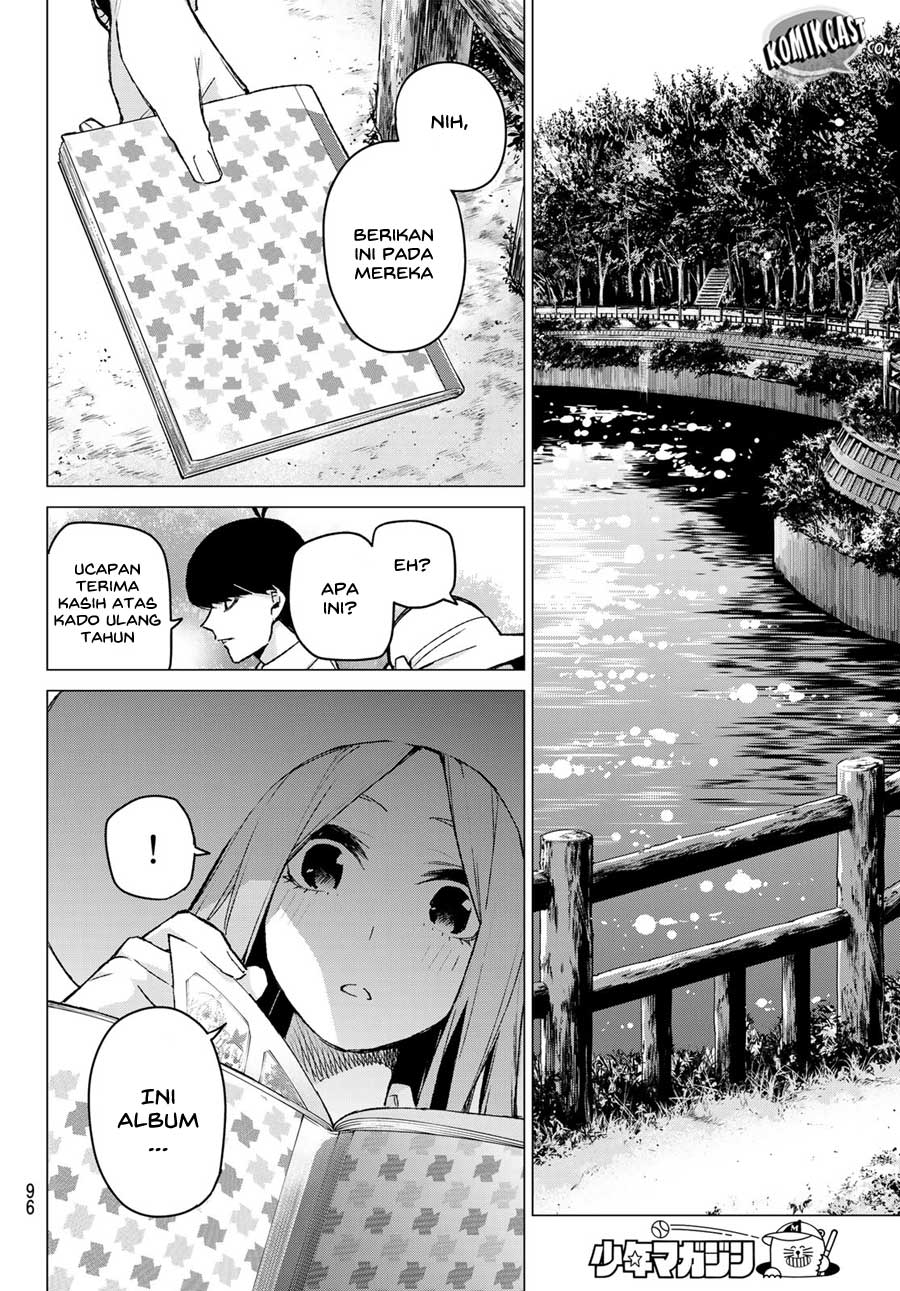 KOMIKCAST
.COM
NIH,
BERIKAN
INI PADA
MEREKA
EH?
APA
INI?
UCAPAN
TERIMA
KASIH ATAS
KADO ULANG
TAHUN
!
INI
ALBUM
...
96
少年マガジン
M